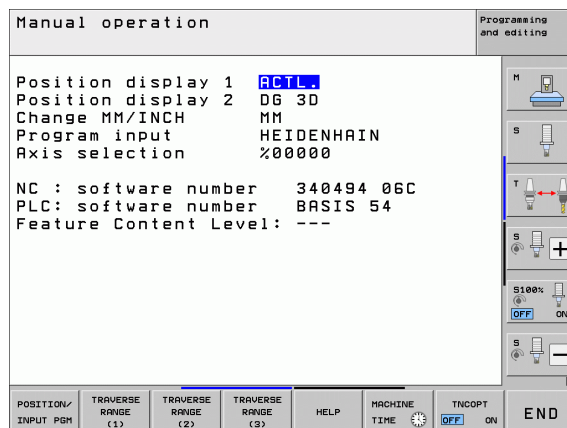 Manual operation
Programming
and editing
Position display 1 ACTL.
Position display 2 DG 3D
Change MM/INCH MM
Program input HEIDENHAIN
Axis selection %00000
NC : software number 340494 06C
PLC: software number BASIS 54
Feature Content Level: ---
M
S
T
S
S100%
OFF ON
S
POSITION/
INPUT PGM
TRAVERSE
RANGE
(1)
TRAVERSE
RANGE
(2)
TRAVERSE
RANGE
(3)
HELP
MACHINE
TIME
TNCOPT
OFF ON
END